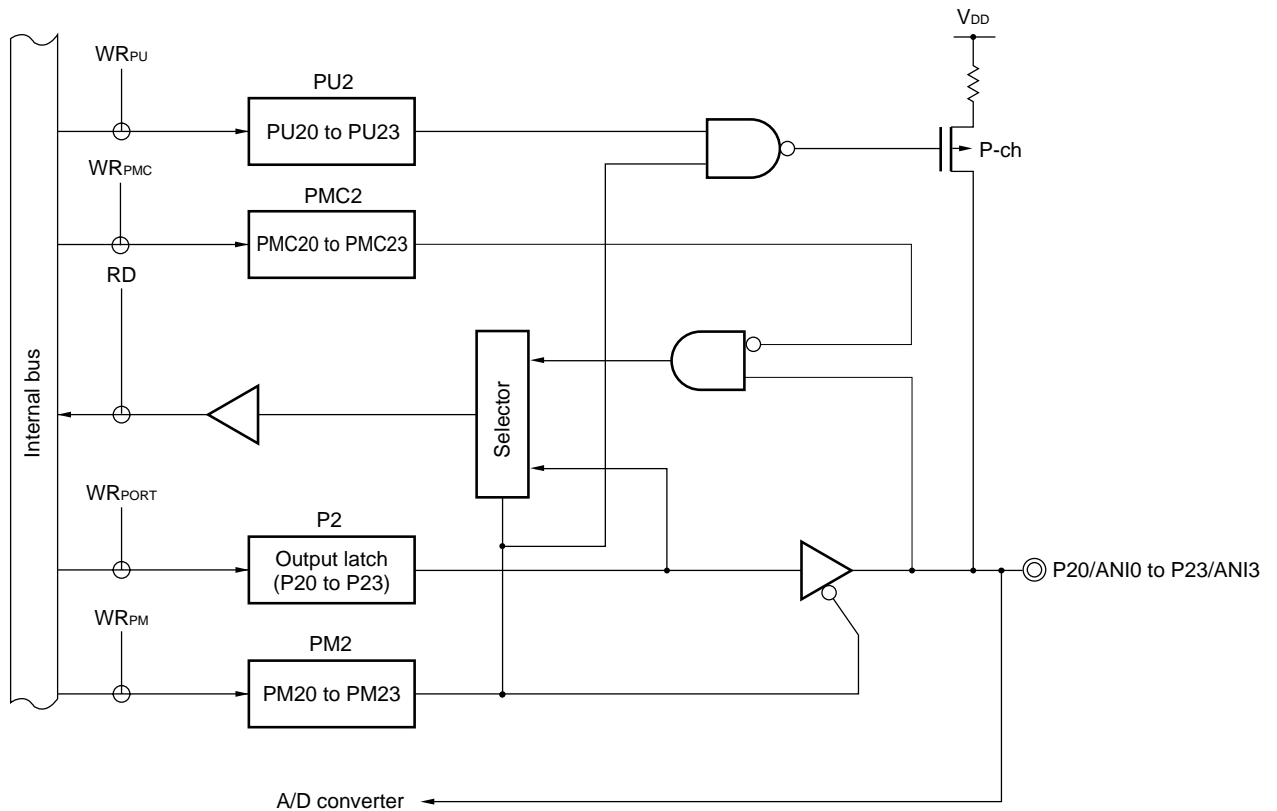 VDD
WRPU
PU2
PU20 to PU23
P-ch
WRPMC
PMC2
PMC20 to PMC23
RD
Internal bus
Selector
WRPORT
P2
Output latch
(P20 to P23)
P20/ANI0 to P23/ANI3
WRPM
PM2
PM20 to PM23
A/D converter